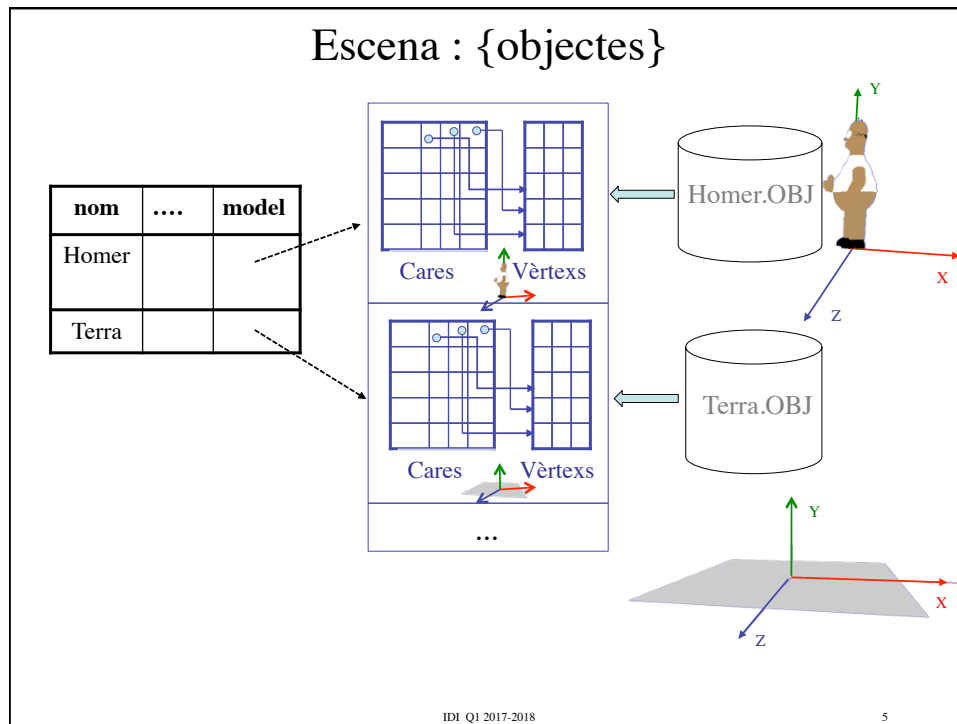 Escena : {objectes}
nom .... model
Homer
Terra
Cares Vèrtexs
Cares Vèrtexs
...
Homer.OBJ
Y
X
Z
Terra.OBJ
Y
X
Z
IDI Q1 2017-2018
5